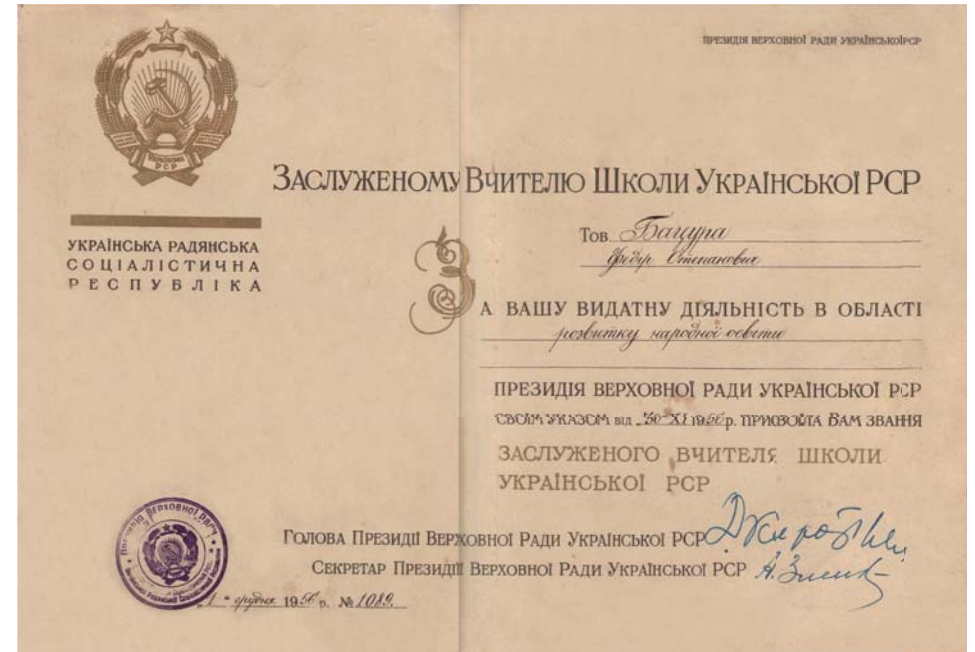 ПРЕЗИДІЯ ВЕРХОВНОЇ РАДИ УКРАЇНСЬКОЇ РСР
УКРАЇНСЬКА
РСР
УКРАЇНСЬКА РАДЯНСЬКА
СОЦІАЛІСТИЧНА
РЕСПУБЛІКА
ЗАСЛУЖЕНОМУ ВЧИТЕЛЮ ШКОЛИ УКРАЇНСЬКОЇ РСР
Тов. Бацура
Федір Степанович
ЗА ВАШУ ВИДАТНУ ДІЯЛЬНІСТЬ В ОБЛАСТІ
розвитку народної освіти
ПРЕЗИДІЯ ВЕРХОВНОЇ РАДИ УКРАЇНСЬКОЇ РСР
СВОЇМ УКАЗОМ від 30-XI 1956 р. ПРИСВОЇЛА ВАМ ЗВАННЯ
ЗАСЛУЖЕНОГО ВЧИТЕЛЯ ШКОЛИ
УКРАЇНСЬКОЇ РСР
ГОЛОВА ПРЕЗИДІЇ ВЕРХОВНОЇ РАДИ УКРАЇНСЬКОЇ РСР
СЕКРЕТАР ПРЕЗИДІЇ ВЕРХОВНОЇ РАДИ УКРАЇНСЬКОЇ РСР
„1“ грудня 1956 р. № 1089.